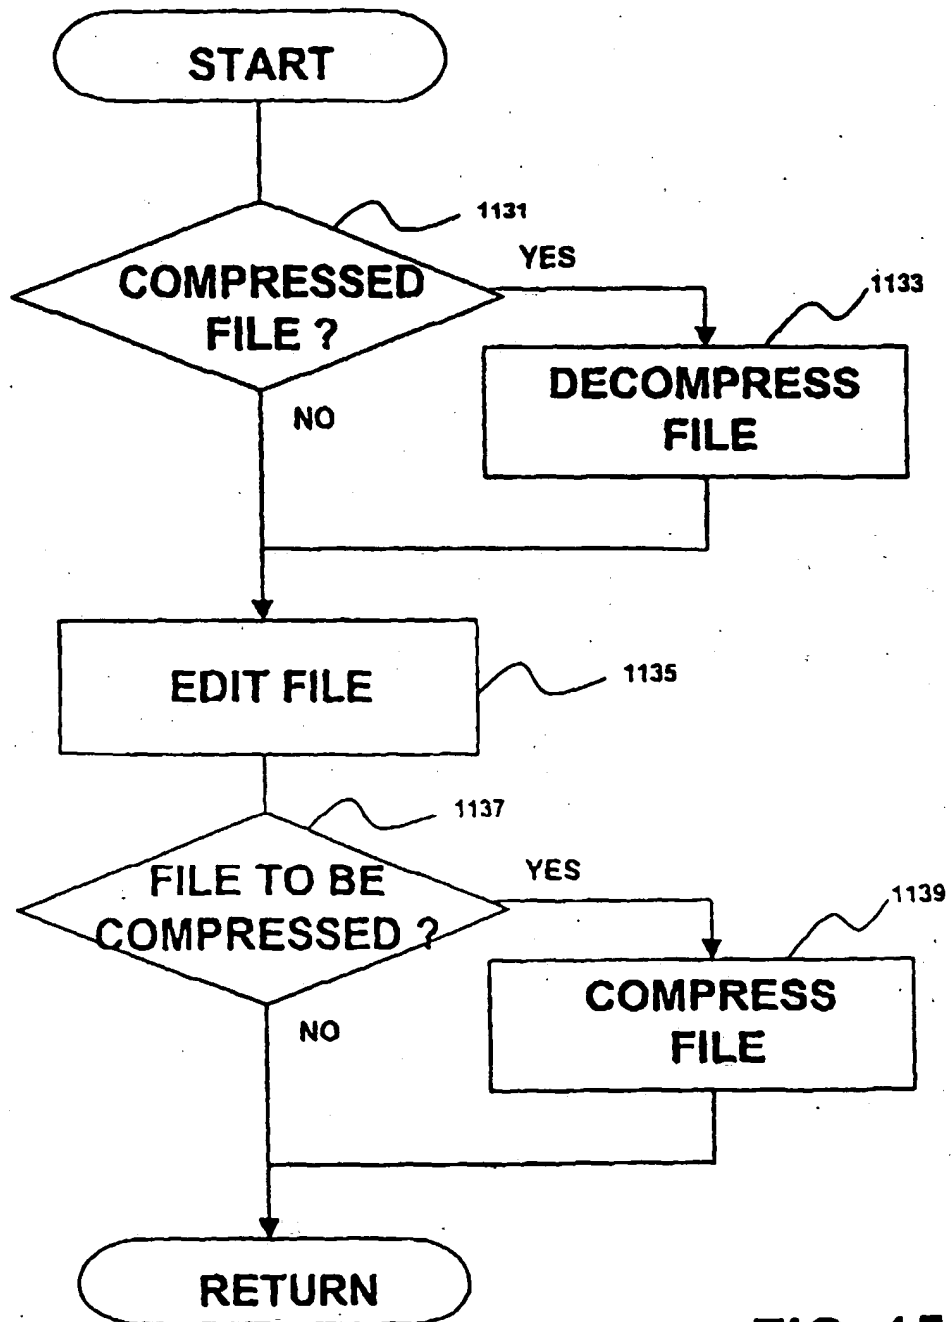 START
1131
COMPRESSED
FILE ?
YES
1133
DECOMPRESS
FILE
NO
EDIT FILE
1135
1137
FILE TO BE
COMPRESSED ?
YES
1139
COMPRESS
FILE
NO
RETURN